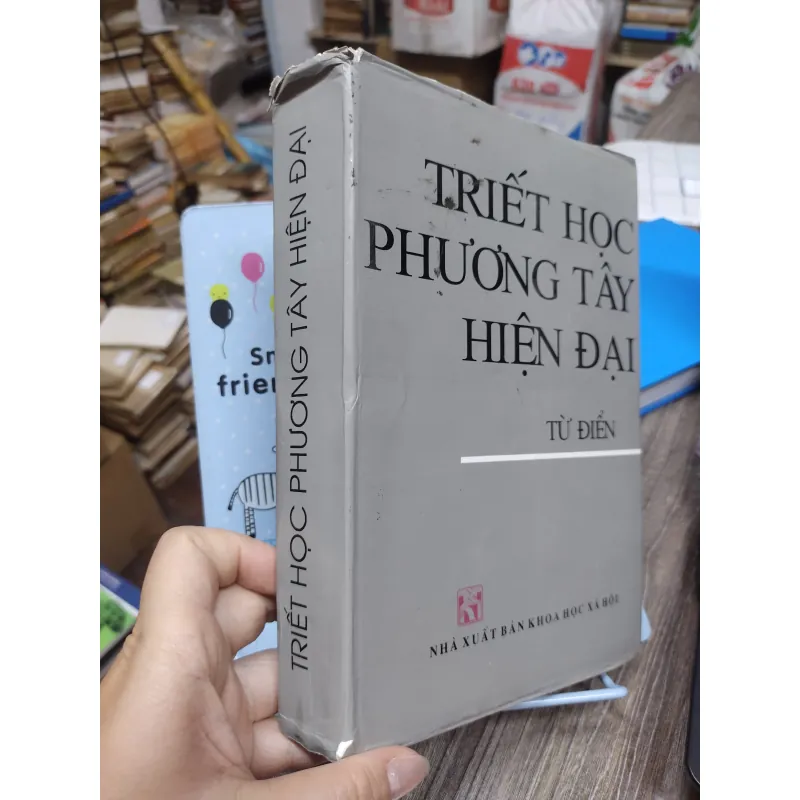 TRIẾT HỌC
PHƯƠNG TÂY
HIỆN ĐẠI
TỪ ĐIỂN
NHÀ XUẤT BẢN KHOA HỌC XÃ HỘI
TRIẾT HỌC PHƯƠNG TÂY HIỆN ĐẠI